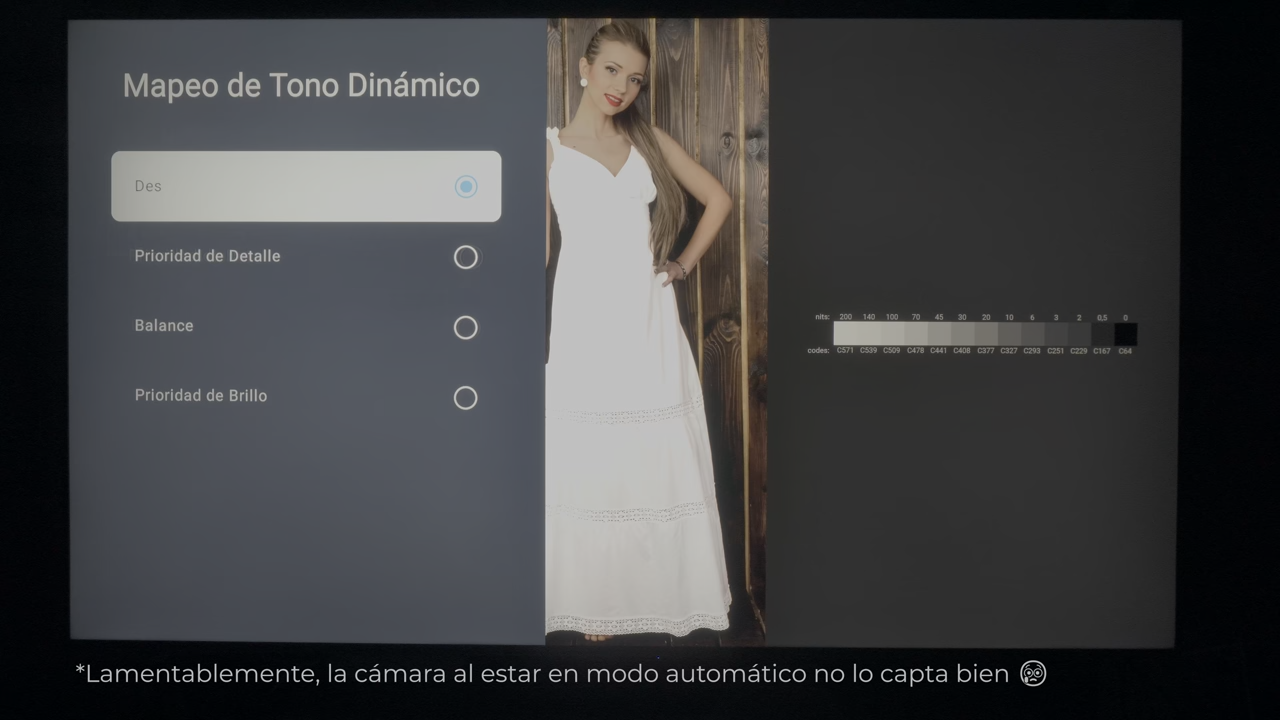 Mapeo de Tono Dinámico
Des
Prioridad de Detalle
Balance
Prioridad de Brillo
nits: 200 140 100 70 45 30 20 10 6 3 2 0,5 0
codes: C571 C539 C509 C478 C441 C408 C377 C327 C293 C251 C229 C167 C64
*Lamentablemente, la cámara al estar en modo automático no lo capta bien 😢